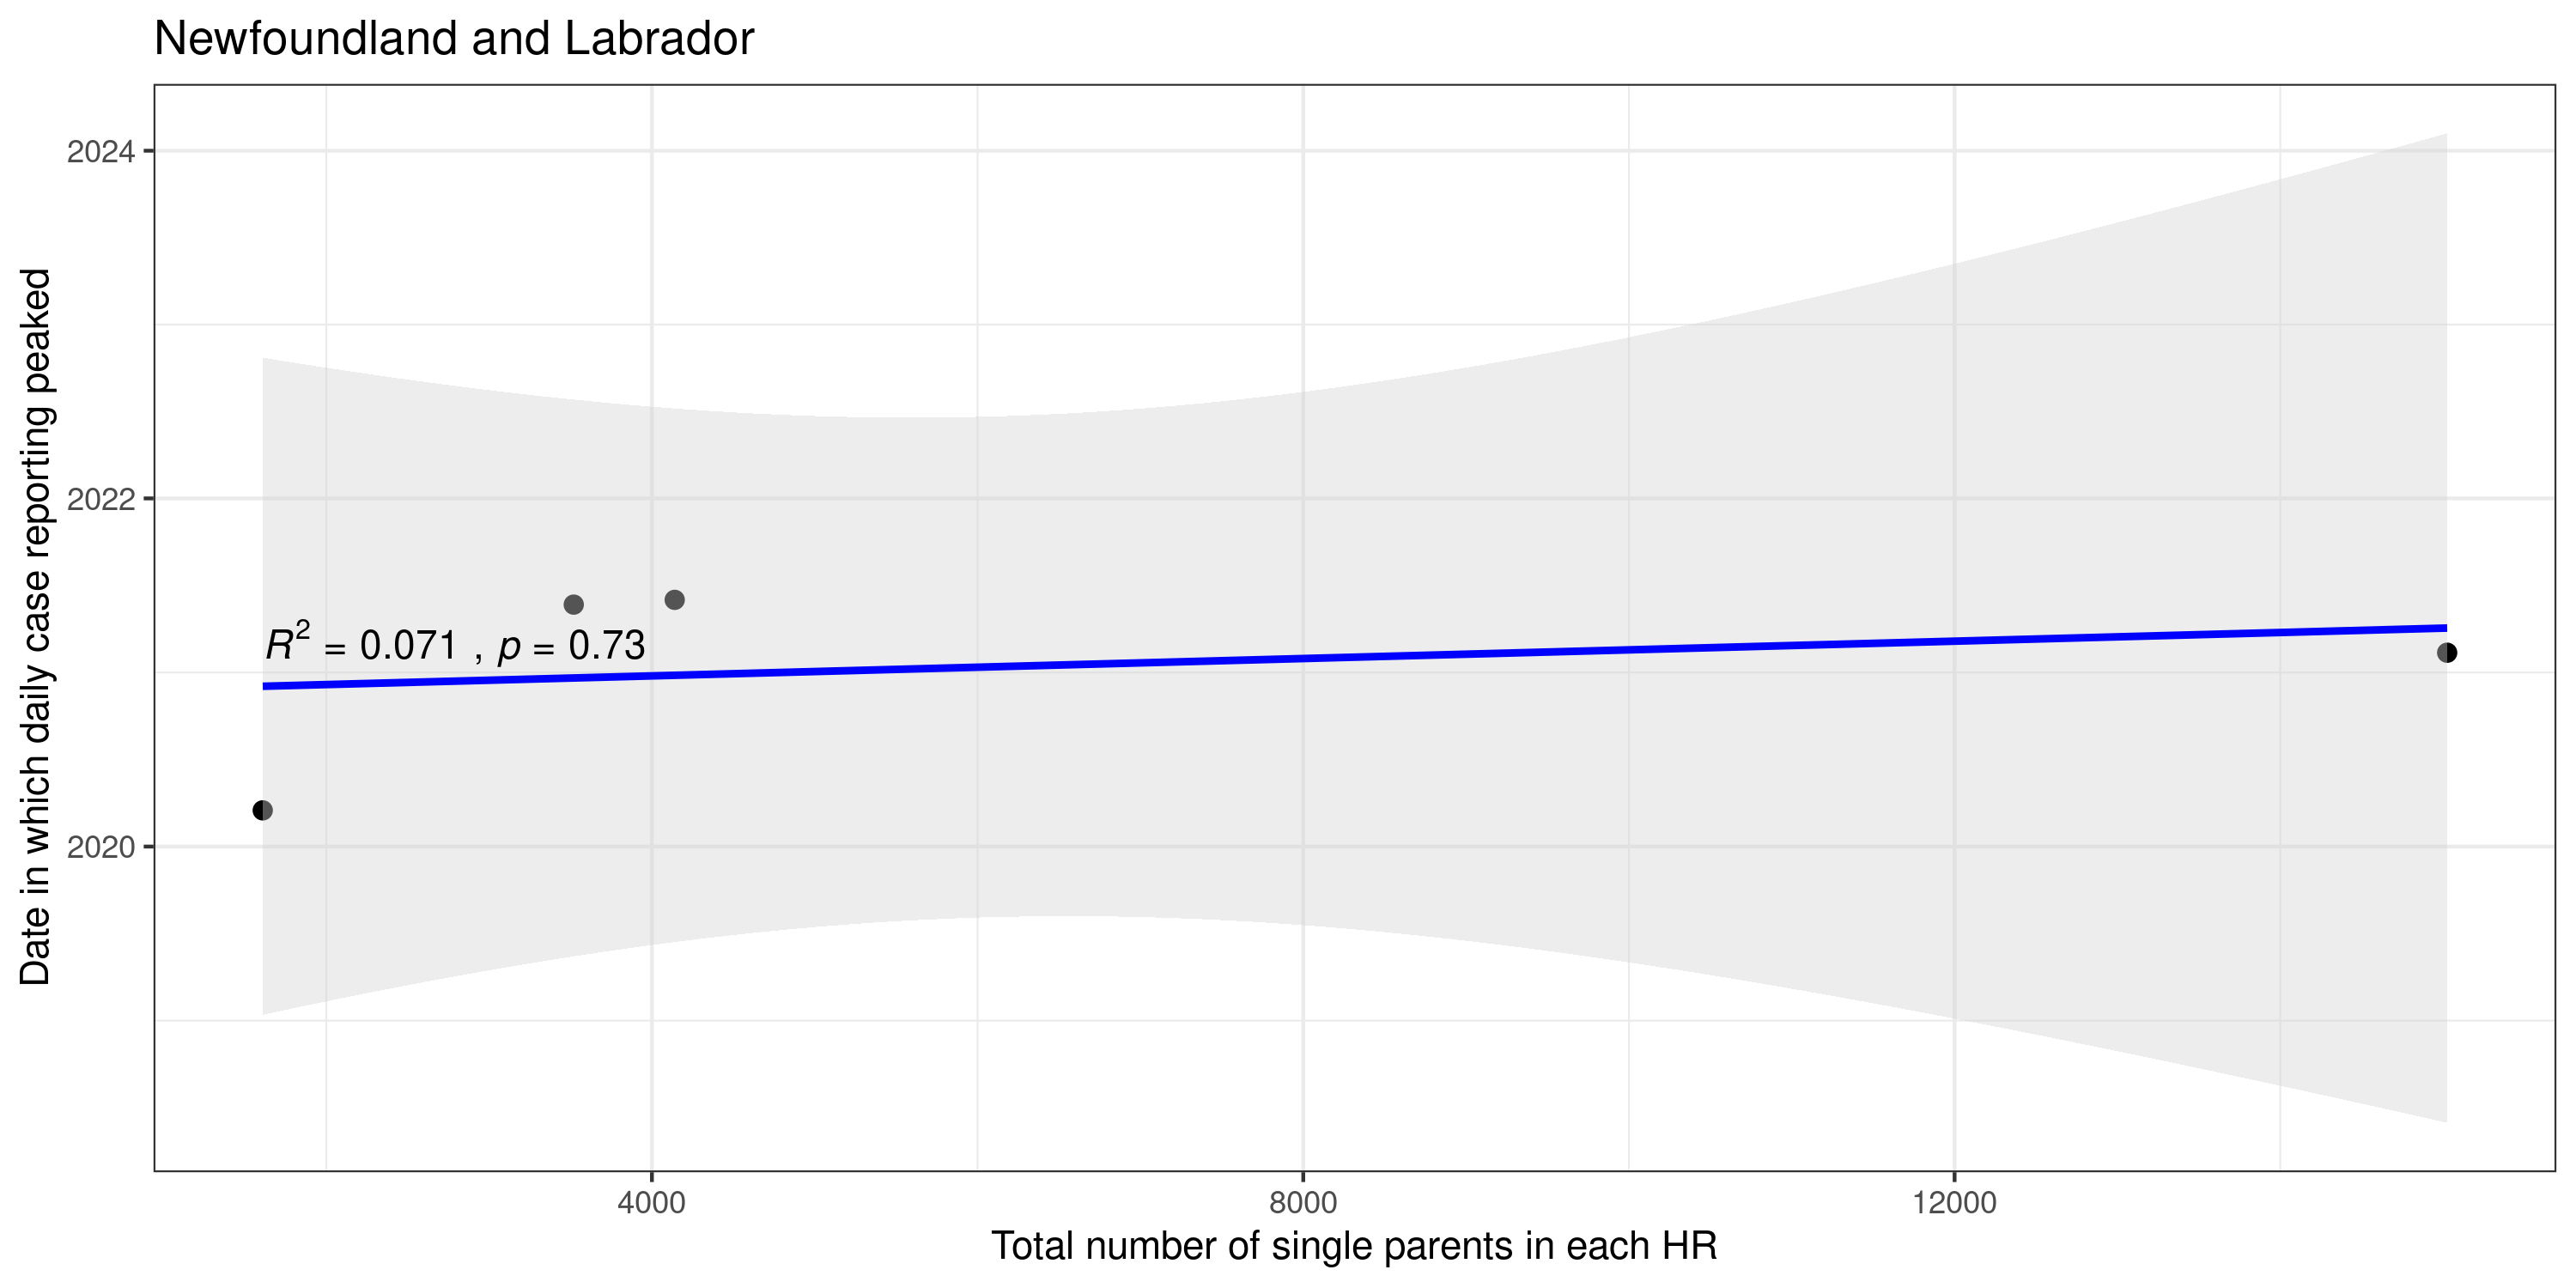 Newfoundland and Labrador
Date in which daily case reporting peaked
2024
2022
2020
R² = 0.071 , p = 0.73
4000
8000
12000
Total number of single parents in each HR